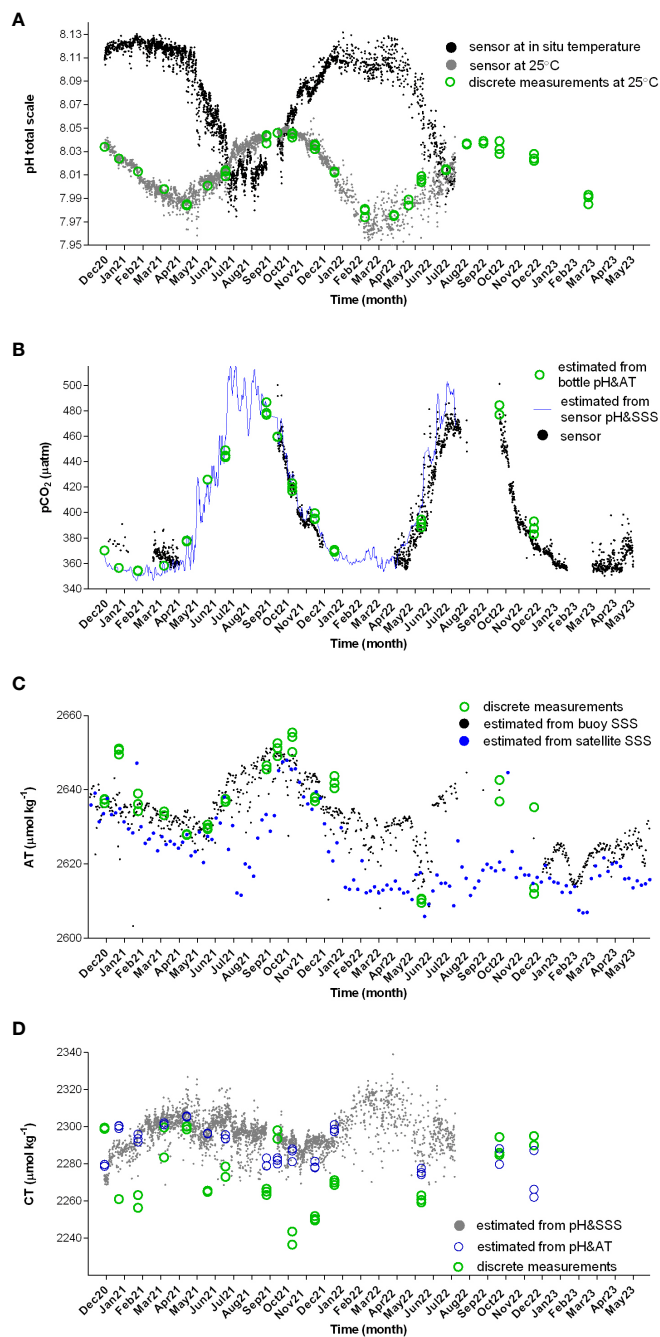 A
8.13
8.11
8.09
8.07
8.05
8.03
8.01
7.99
7.97
7.95
pH total scale
sensor at in situ temperature
sensor at 25°C
discrete measurements at 25°C
Dec20 Jan21 Feb21 Mar21 Apr21 May21 Jun21 Jul21 Aug21 Sep21 Oct21 Nov21 Dec21 Jan22 Feb22 Mar22 Apr22 May22 Jun22 Jul22 Aug22 Sep22 Oct22 Nov22 Dec22 Jan23 Feb23 Mar23 Apr23 May23
Time (month)
B
500
480
460
440
420
400
380
360
340
pCO₂ (µatm)
estimated from
bottle pH&AT
estimated from
sensor pH&SSS
sensor
Dec20 Jan21 Feb21 Mar21 Apr21 May21 Jun21 Jul21 Aug21 Sep21 Oct21 Nov21 Dec21 Jan22 Feb22 Mar22 Apr22 May22 Jun22 Jul22 Aug22 Sep22 Oct22 Nov22 Dec22 Jan23 Feb23 Mar23 Apr23 May23
Time (month)
C
2660
2640
2620
2600
AT (µmol kg⁻¹)
discrete measurements
estimated from buoy SSS
estimated from satellite SSS
Dec20 Jan21 Feb21 Mar21 Apr21 May21 Jun21 Jul21 Aug21 Sep21 Oct21 Nov21 Dec21 Jan22 Feb22 Mar22 Apr22 May22 Jun22 Jul22 Aug22 Sep22 Oct22 Nov22 Dec22 Jan23 Feb23 Mar23 Apr23 May23
Time (month)
D
2340
2320
2300
2280
2260
2240
CT (µmol kg⁻¹)
estimated from pH&SSS
estimated from pH&AT
discrete measurements
Dec20 Jan21 Feb21 Mar21 Apr21 May21 Jun21 Jul21 Aug21 Sep21 Oct21 Nov21 Dec21 Jan22 Feb22 Mar22 Apr22 May22 Jun22 Jul22 Aug22 Sep22 Oct22 Nov22 Dec22 Jan23 Feb23 Mar23 Apr23 May23
Time (month)